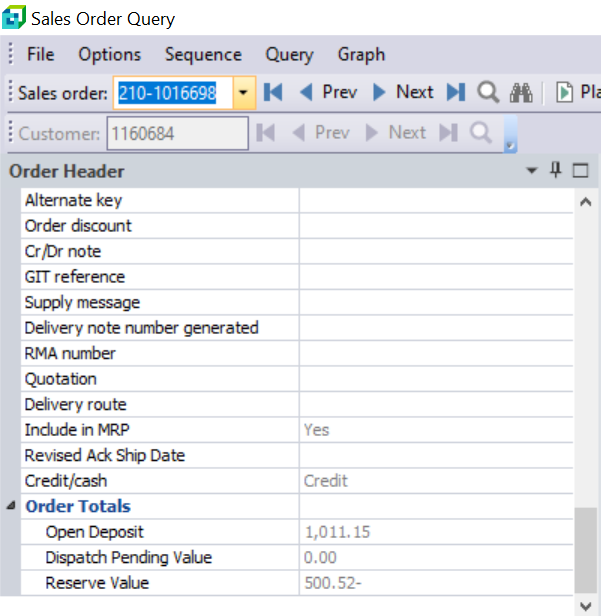 Sales Order Query
File Options Sequence Query Graph
Sales order: 210-1016698 Prev Next
Customer: 1160684 Prev Next
Order Header
Alternate key
Order discount
Cr/Dr note
GIT reference
Supply message
Delivery note number generated
RMA number
Quotation
Delivery route
Include in MRP Yes
Revised Ack Ship Date
Credit/cash Credit
Order Totals
Open Deposit 1,011.15
Dispatch Pending Value 0.00
Reserve Value 500.52-